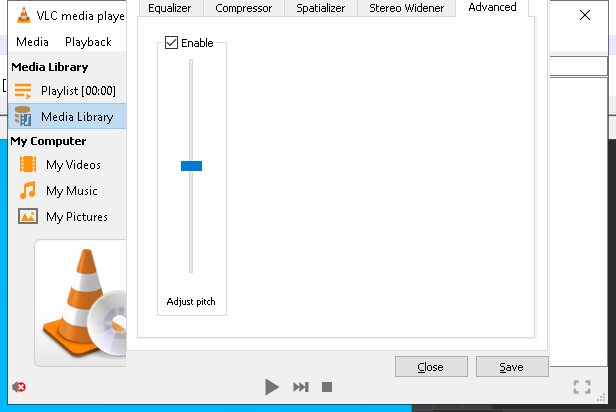 VLC media playe
Equalizer
Compressor
Spatializer
Stereo Widener
Advanced
Media
Playback
Media Library
Playlist [00:00]
Media Library
My Computer
My Videos
My Music
My Pictures
Enable
Adjust pitch
Close
Save